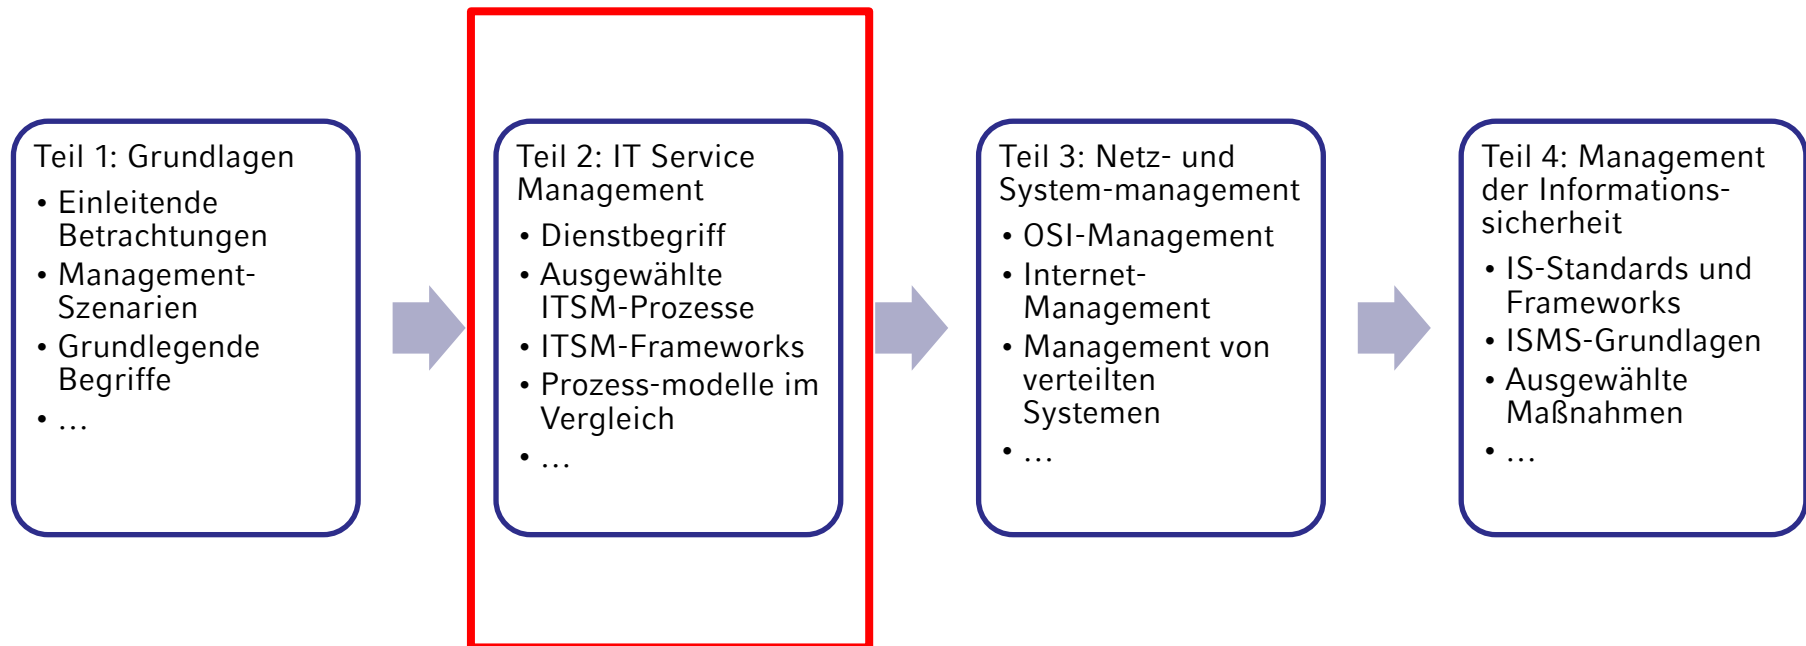 Teil 1: Grundlagen
• Einleitende
Betrachtungen
• Management-
Szenarien
• Grundlegende
Begriffe
• …
Teil 2: IT Service
Management
• Dienstbegriff
• Ausgewählte
ITSM-Prozesse
• ITSM-Frameworks
• Prozess-modelle im
Vergleich
• …
Teil 3: Netz- und
System-management
• OSI-Management
• Internet-
Management
• Management von
verteilten
Systemen
• …
Teil 4: Management
der Informations-
sicherheit
• IS-Standards und
Frameworks
• ISMS-Grundlagen
• Ausgewählte
Maßnahmen
• …